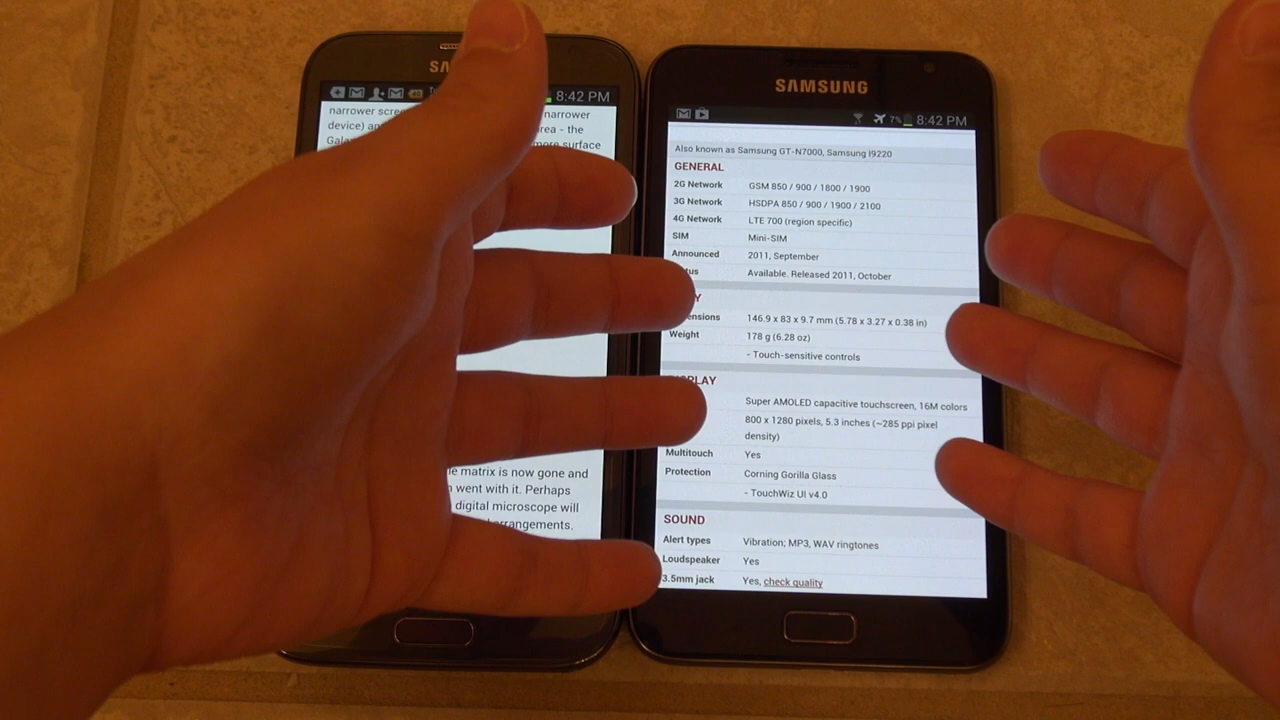 8:42 PM
narrower
device)
area - the
more surface
le matrix is now gone and
went with it. Perhaps
digital microscope will
arrangements.
SAMSUNG
7% 8:42 PM
Also known as Samsung GT-N7000, Samsung I9220
GENERAL
2G Network GSM 850 / 900 / 1800 / 1900
3G Network HSDPA 850 / 900 / 1900 / 2100
4G Network LTE 700 (region specific)
SIM Mini-SIM
Announced 2011, September
Available. Released 2011, October
146.9 x 83 x 9.7 mm (5.78 x 3.27 x 0.38 in)
Weight 178 g (6.28 oz)
- Touch-sensitive controls
Super AMOLED capacitive touchscreen, 16M colors
800 x 1280 pixels, 5.3 inches (~285 ppi pixel
density)
Multitouch Yes
Protection Corning Gorilla Glass
- TouchWiz UI v4.0
SOUND
Alert types Vibration; MP3, WAV ringtones
Loudspeaker Yes
3.5mm jack Yes, check quality